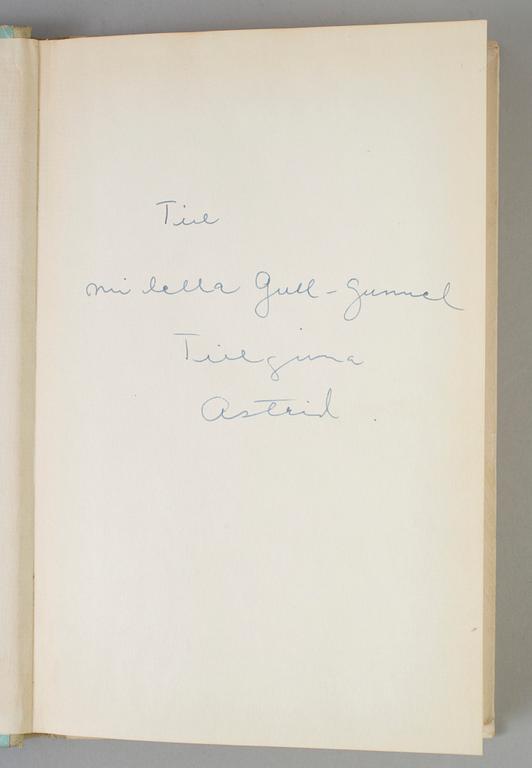 Till
min lilla Gull-Gunnel
Tillgivna
Astrid.